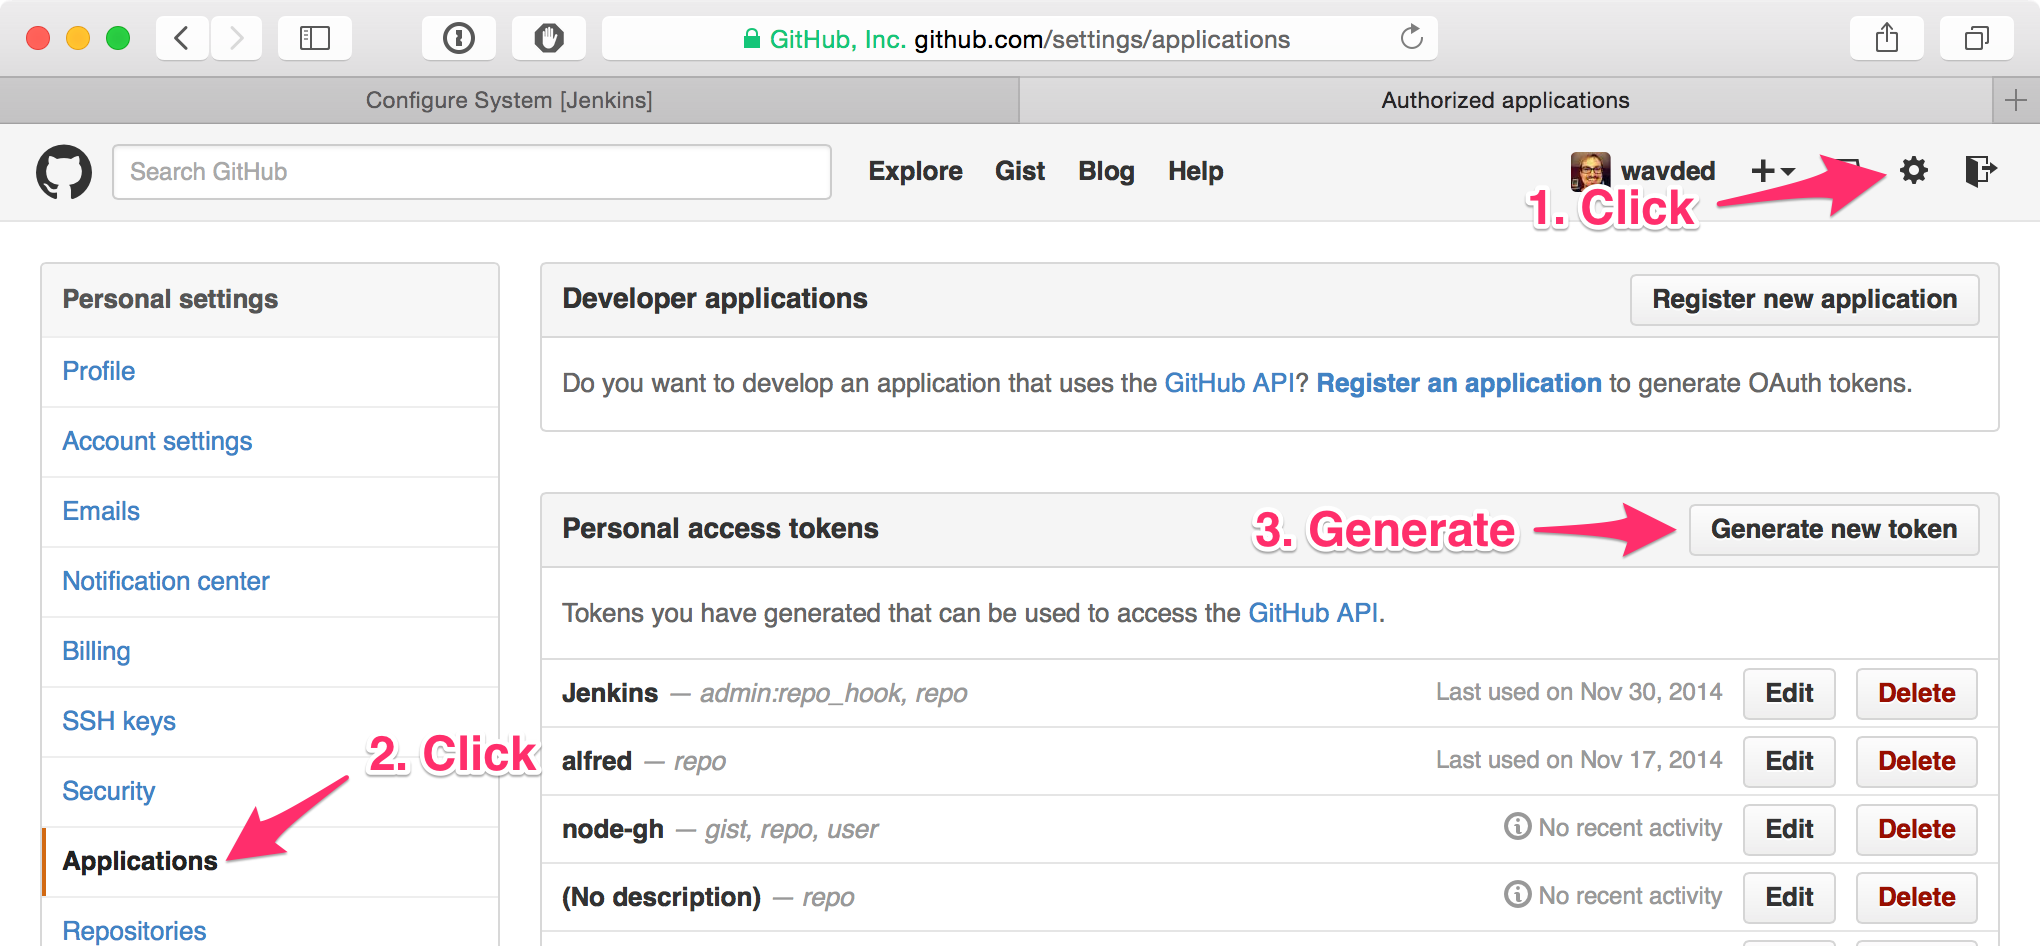 GitHub, Inc. github.com/settings/applications
Configure System [Jenkins]
Authorized applications
Search GitHub
Explore Gist Blog Help
wavded
1. Click
Personal settings
Profile
Account settings
Emails
Notification center
Billing
SSH keys
Security
2. Click
Applications
Repositories
Developer applications
Register new application
Do you want to develop an application that uses the GitHub API? Register an application to generate OAuth tokens.
Personal access tokens
3. Generate
Generate new token
Tokens you have generated that can be used to access the GitHub API.
Jenkins — admin:repo_hook, repo Last used on Nov 30, 2014 Edit Delete
alfred — repo Last used on Nov 17, 2014 Edit Delete
node-gh — gist, repo, user No recent activity Edit Delete
(No description) — repo No recent activity Edit Delete